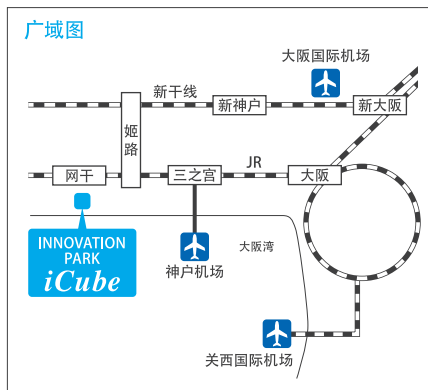 广域图
大阪国际机场
新干线
新神户
新大阪
姬路
JR
网干
三之宫
大阪
INNOVATION
PARK
iCube
神户机场
大阪湾
关西国际机场